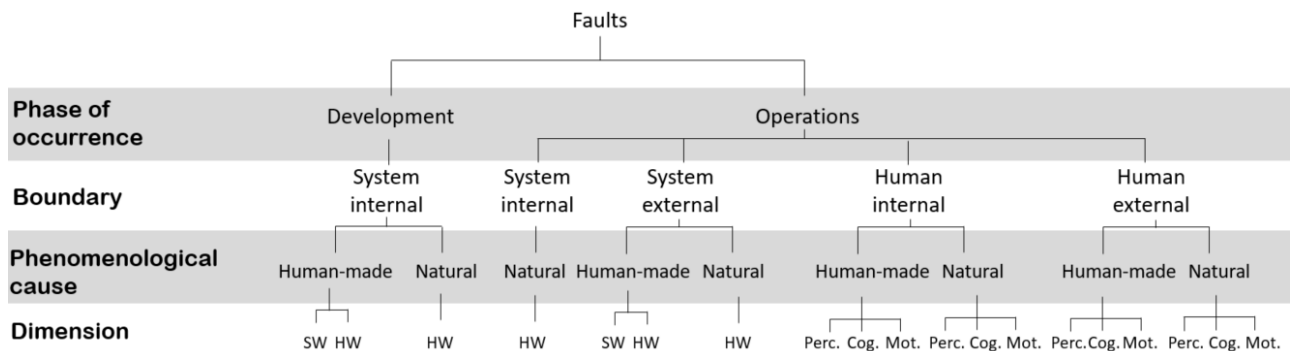 Faults
Phase of
occurrence
Development
Operations
Boundary
System
internal
System
internal
System
external
Human
internal
Human
external
Phenomenological
cause
Human-made
Natural
Natural
Human-made
Natural
Human-made
Natural
Human-made
Natural
Dimension
SW HW
HW
HW
SW HW
HW
Perc. Cog. Mot.
Perc. Cog. Mot.
Perc.Cog. Mot.
Perc. Cog. Mot.